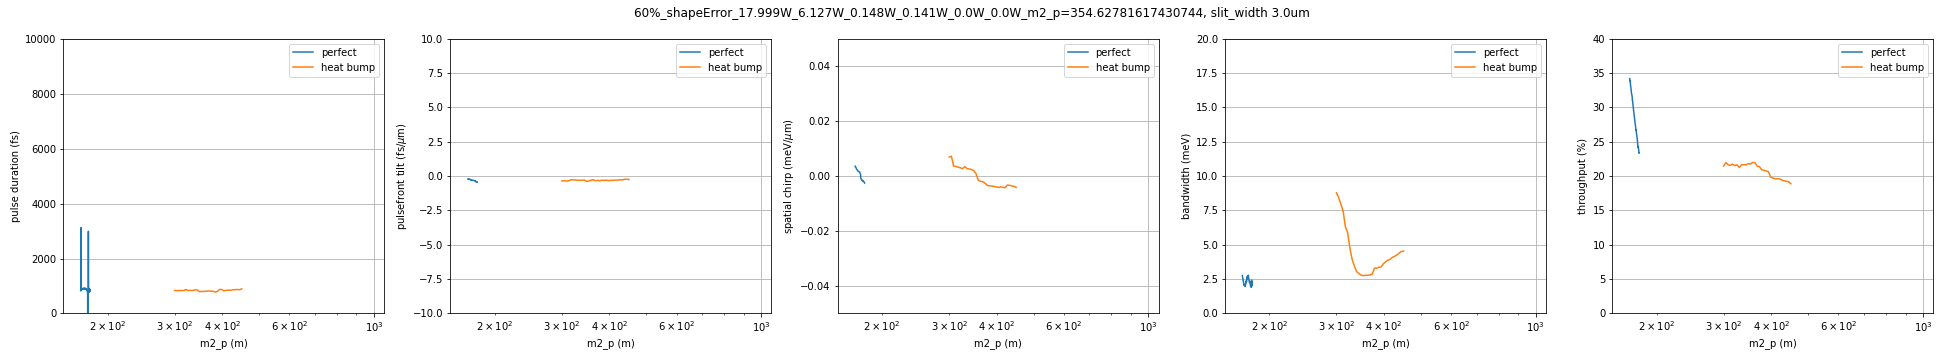 60%_shapeError_17.999W_6.127W_0.148W_0.141W_0.0W_0.0W_m2_p=354.62781617430744, slit_width 3.0um
pulse duration (fs)
10000
8000
6000
4000
2000
0
perfect
heat bump
2 × 10²
3 × 10²
4 × 10²
6 × 10²
10³
m2_p (m)
pulsefront tilt (fs/μm)
10.0
7.5
5.0
2.5
0.0
−2.5
−5.0
−7.5
−10.0
perfect
heat bump
2 × 10²
3 × 10²
4 × 10²
6 × 10²
10³
m2_p (m)
spatial chirp (meV/μm)
0.04
0.02
0.00
−0.02
−0.04
perfect
heat bump
2 × 10²
3 × 10²
4 × 10²
6 × 10²
10³
m2_p (m)
bandwidth (meV)
20.0
17.5
15.0
12.5
10.0
7.5
5.0
2.5
0.0
perfect
heat bump
2 × 10²
3 × 10²
4 × 10²
6 × 10²
10³
m2_p (m)
throughput (%)
40
35
30
25
20
15
10
5
0
perfect
heat bump
2 × 10²
3 × 10²
4 × 10²
6 × 10²
10³
m2_p (m)